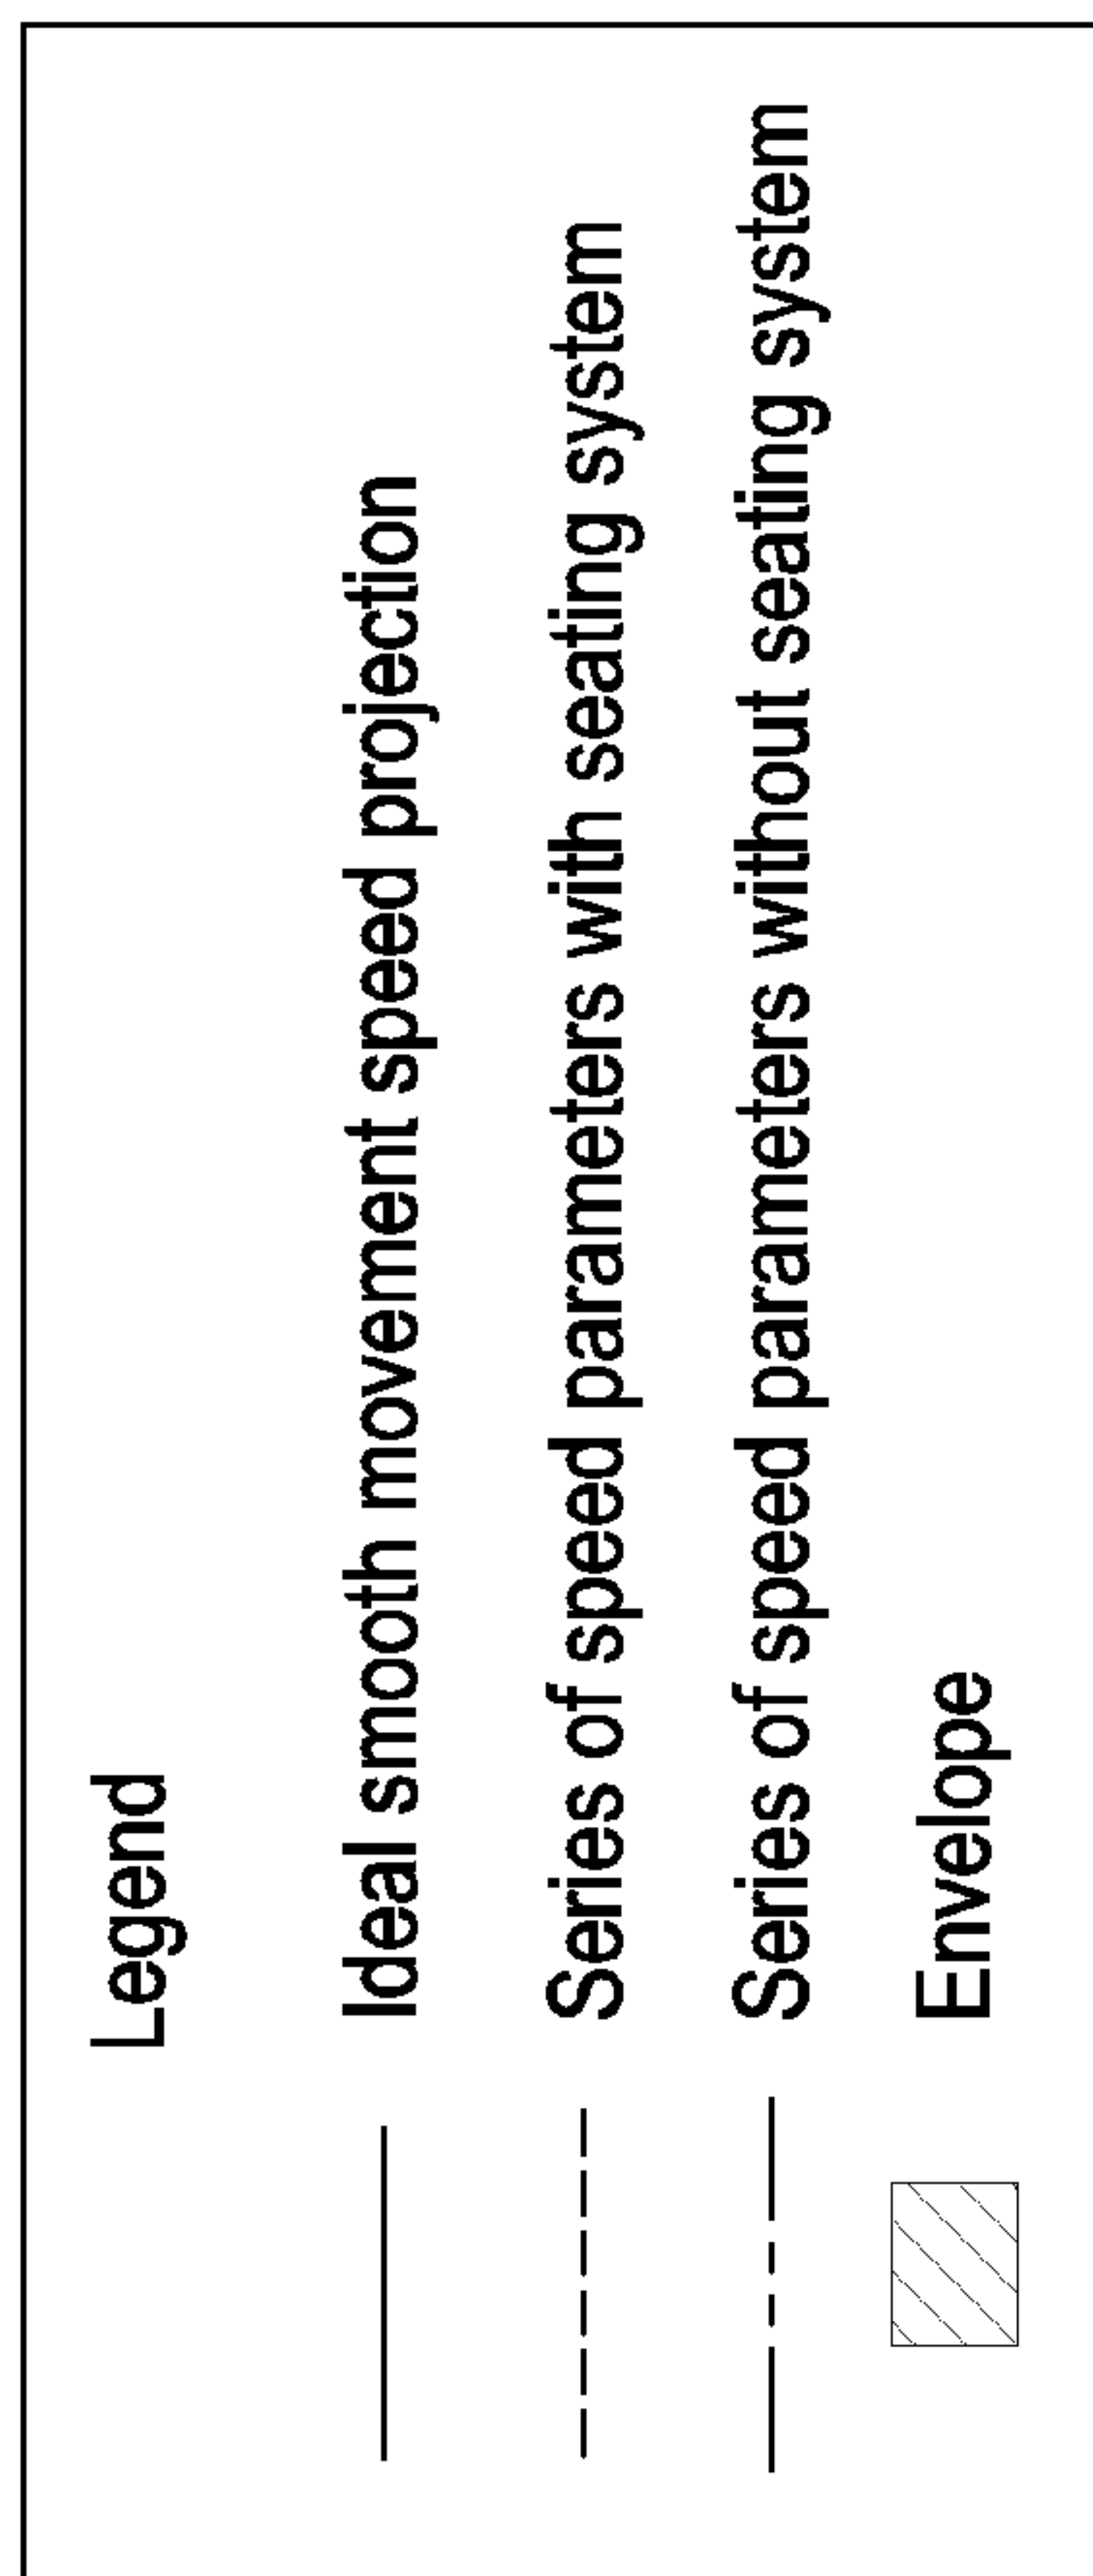 Legend
Ideal smooth movement speed projection
Series of speed parameters with seating system
Series of speed parameters without seating system
Envelope